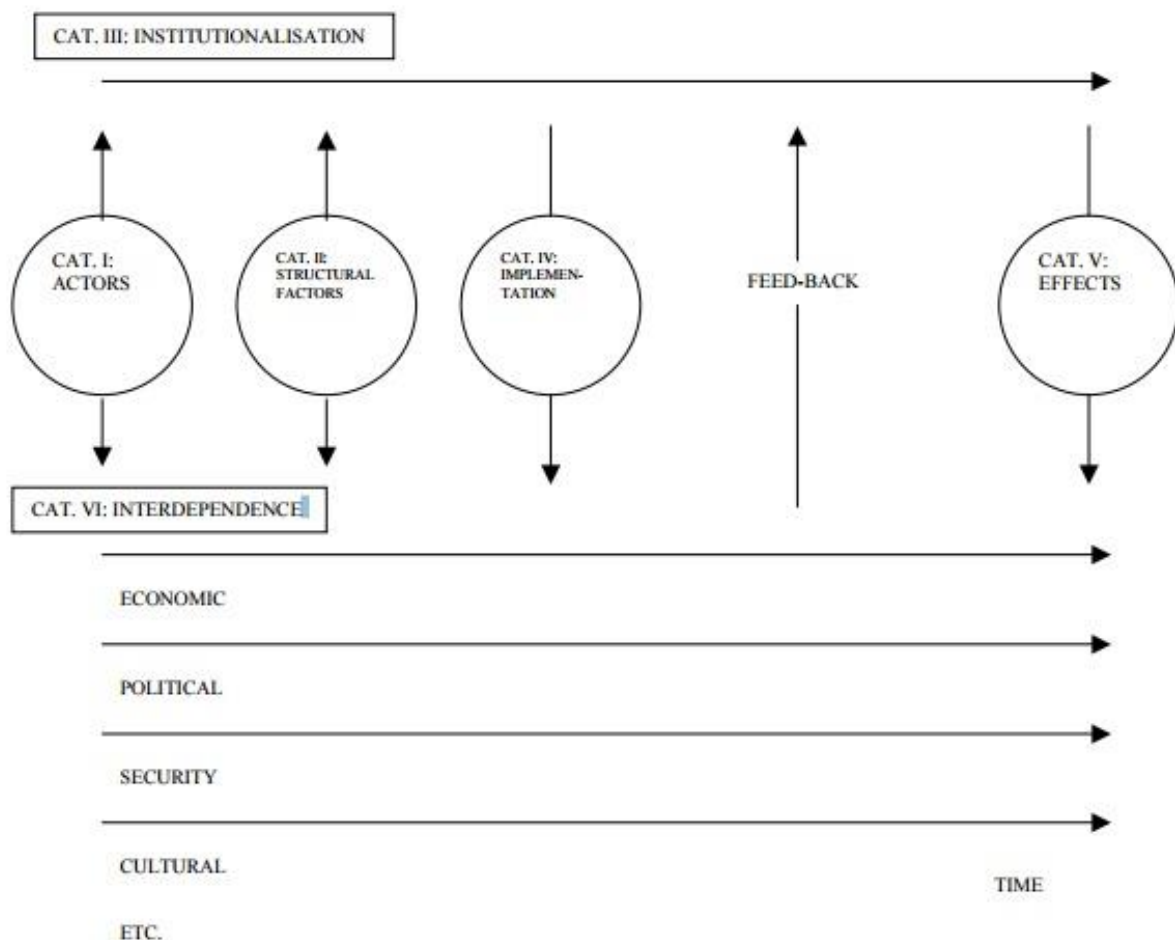 CAT. III: INSTITUTIONALISATION
CAT. I:
ACTORS
CAT. II:
STRUCTURAL
FACTORS
CAT. IV:
IMPLEMEN-
TATION
FEED-BACK
CAT. V:
EFFECTS
CAT. VI: INTERDEPENDENCE
ECONOMIC
POLITICAL
SECURITY
CULTURAL
TIME
ETC.